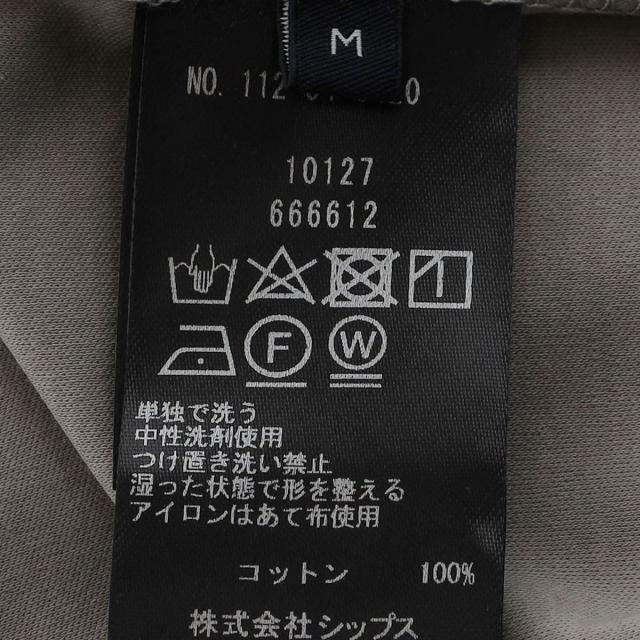 M
NO. 112
10127
666612
F W
単独で洗う
中性洗剤使用
つけ置き洗い禁止
湿った状態で形を整える
アイロンはあて布使用
コットン 100%
株式会社シップス